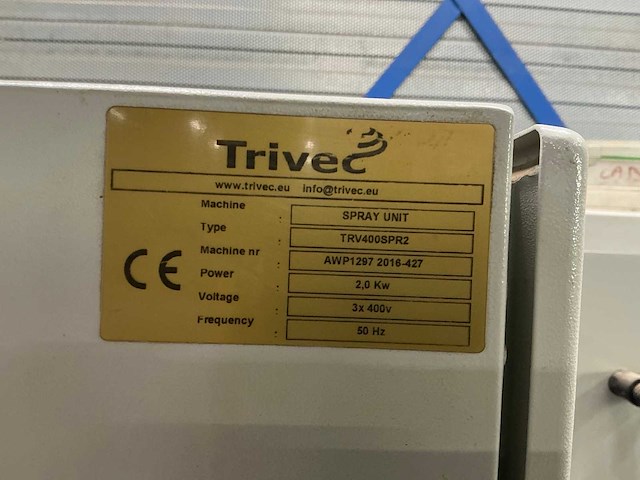 Trivec
www.trivec.eu info@trivec.eu
Machine : SPRAY UNIT
Type : TRV400SPR2
Machine nr : AWP1297 2016-427
Power : 2,0 Kw
Voltage : 3x 400v
Frequency : 50 Hz
CE